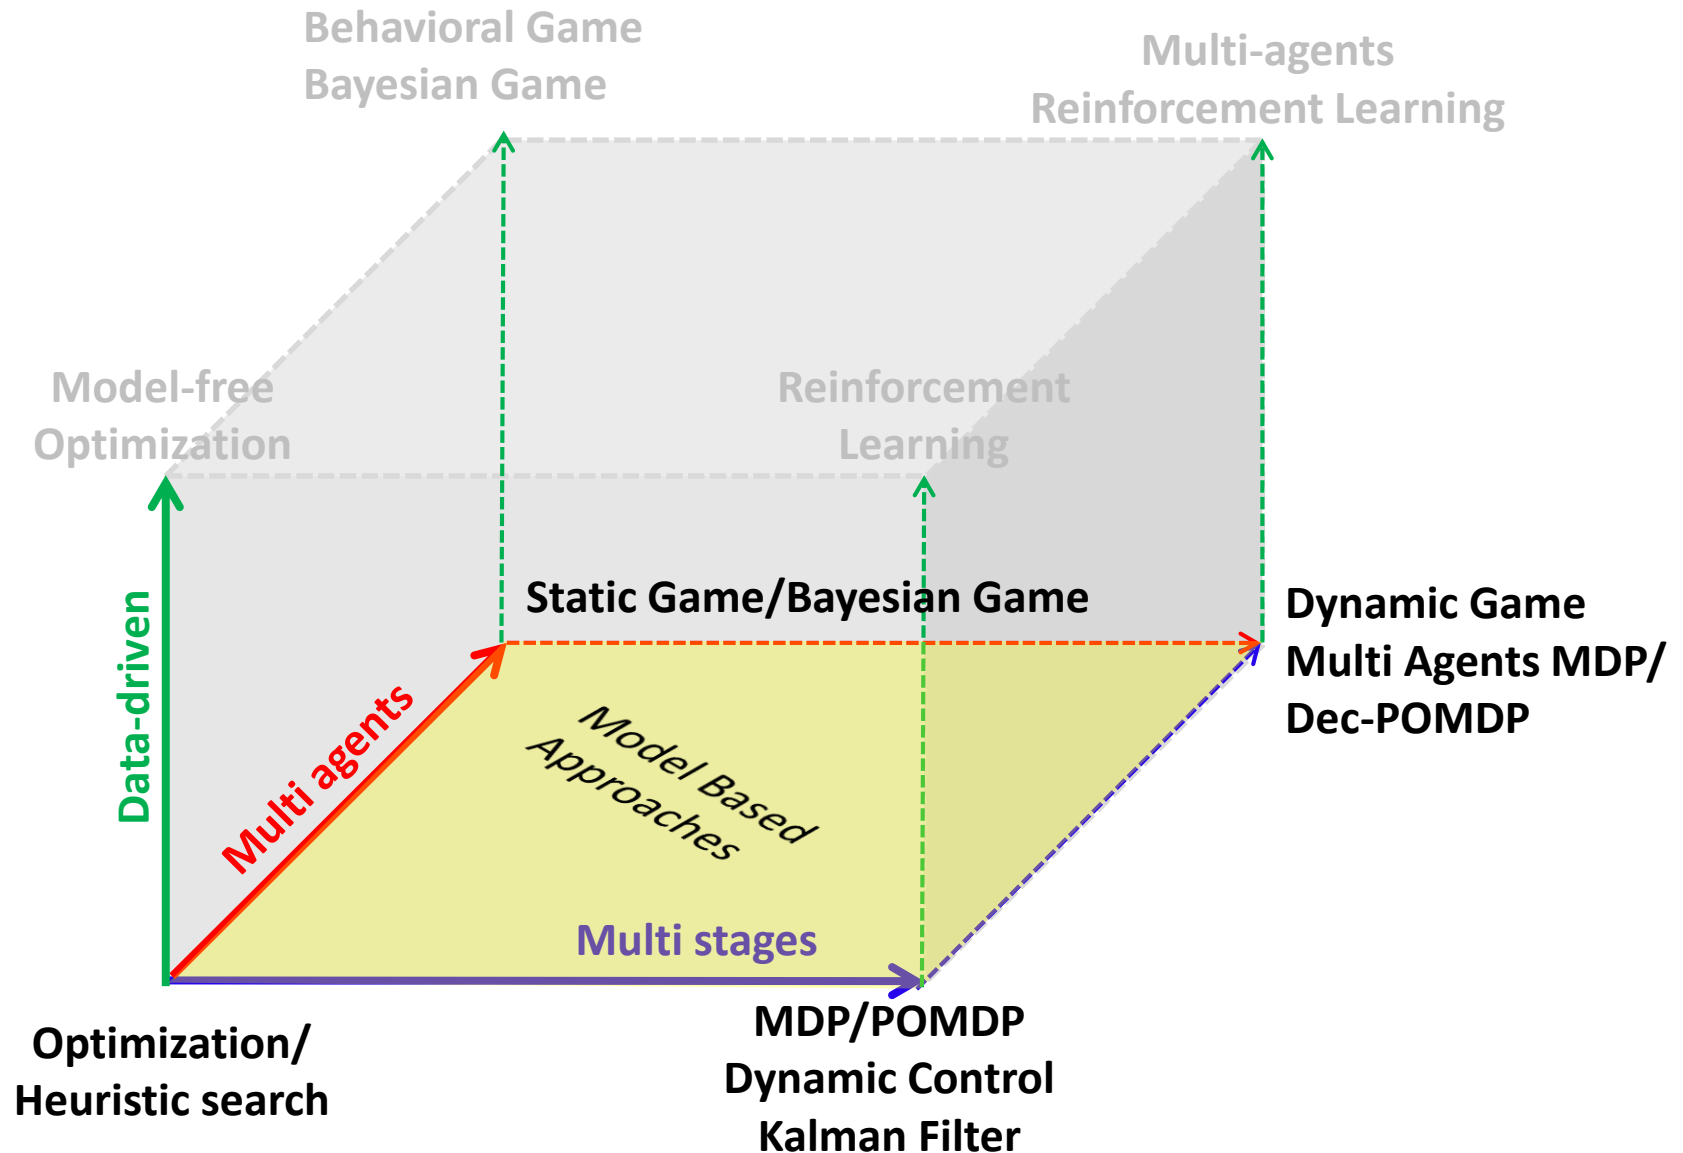 Behavioral Game
Bayesian Game
Multi-agents
Reinforcement Learning
Model-free
Optimization
Reinforcement
Learning
Data-driven
Multi agents
Static Game/Bayesian Game
Dynamic Game
Multi Agents MDP/
Dec-POMDP
Model Based
Approaches
Multi stages
Optimization/
Heuristic search
MDP/POMDP
Dynamic Control
Kalman Filter